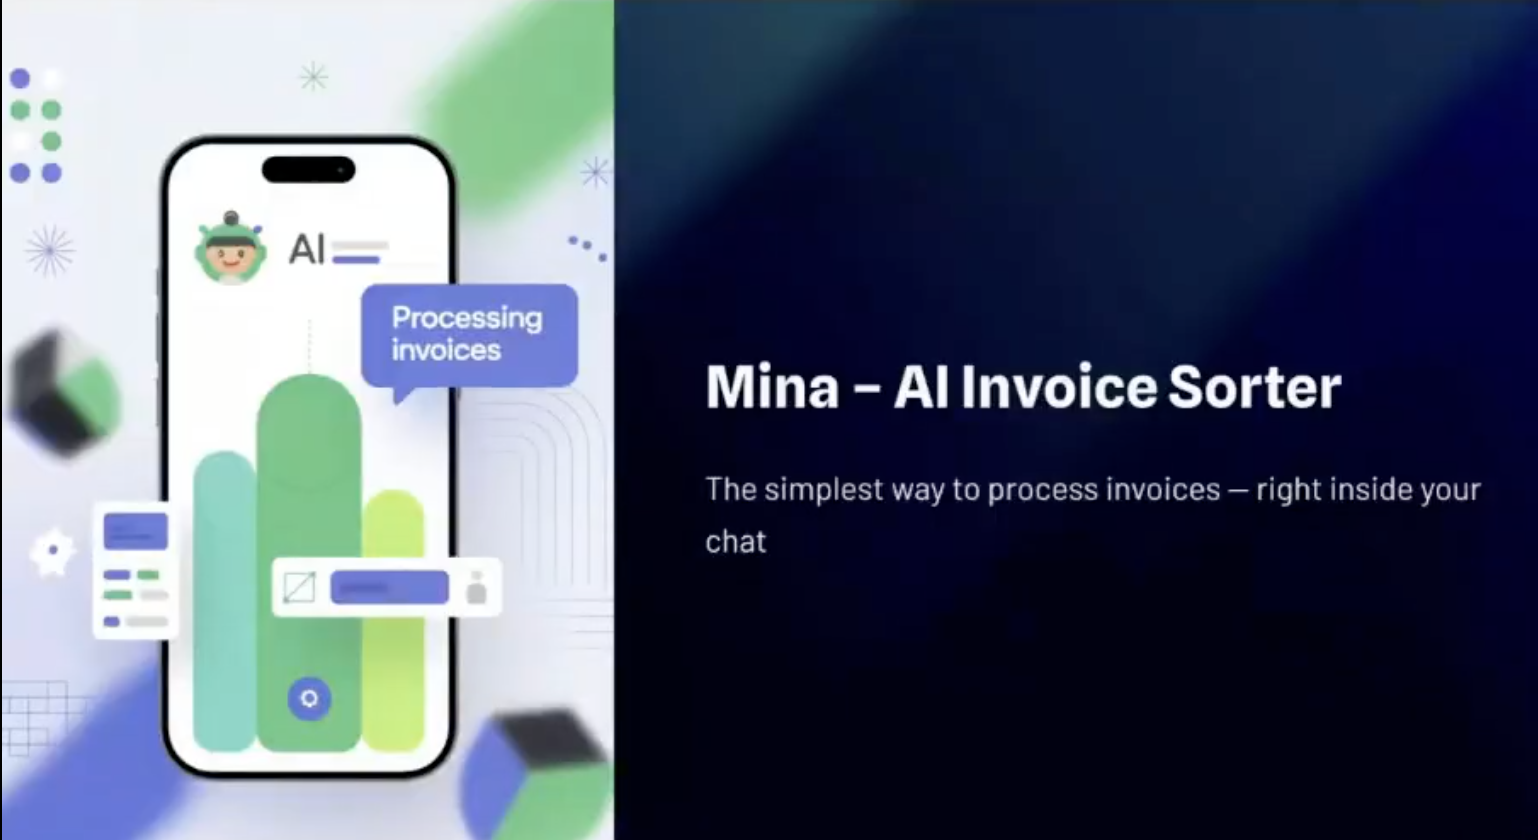 AI
Processing
invoices
Mina – AI Invoice Sorter
The simplest way to process invoices — right inside your
chat